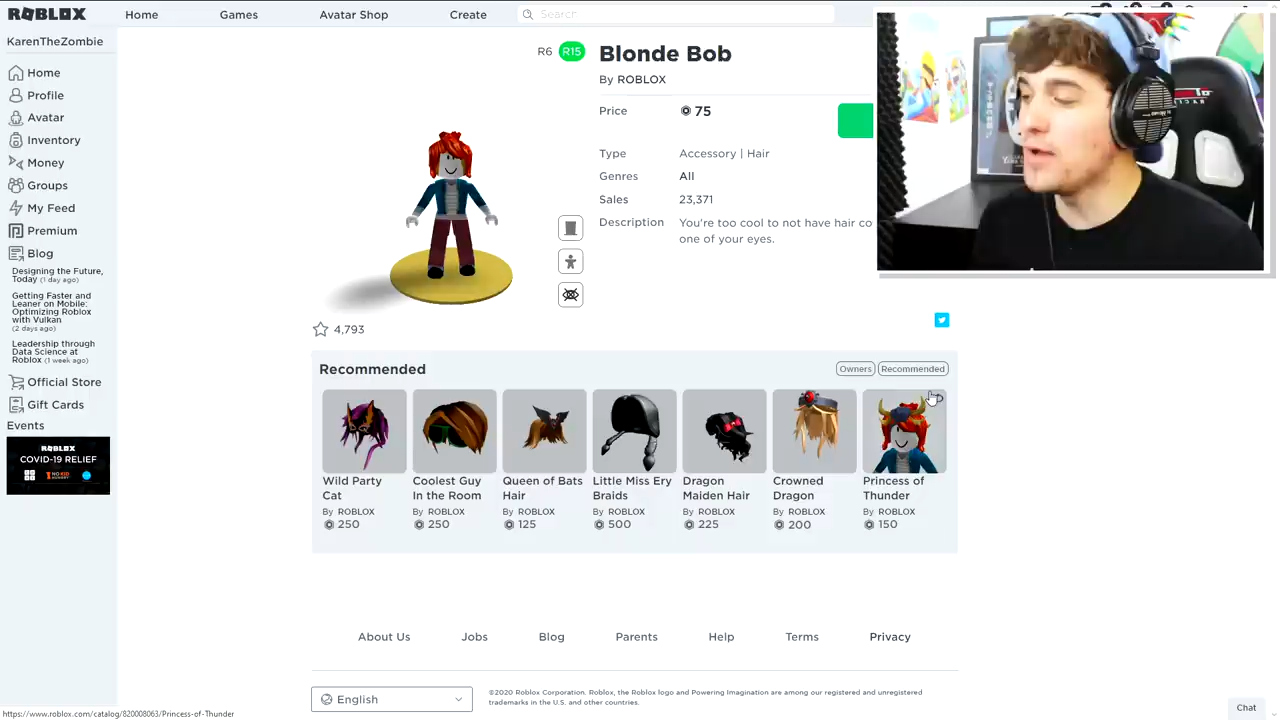 ROBLOX
Home
Games
Avatar Shop
Create
Search
KarenTheZombie
Home
Profile
Avatar
Inventory
Money
Groups
My Feed
Premium
Blog
Designing the Future,
Today (1 day ago)
Getting Faster and
Leaner on Mobile:
Optimizing Roblox
with Vulkan
(2 days ago)
Leadership through
Data Science at
Roblox (1 week ago)
Official Store
Gift Cards
Events
ROBLOX
COVID-19 RELIEF
R6 R15
Blonde Bob
By ROBLOX
Price 75
Type Accessory | Hair
Genres All
Sales 23,371
Description You're too cool to not have hair co
one of your eyes.
4,793
Recommended
Owners Recommended
Wild Party
Cat
By ROBLOX
250
Coolest Guy
In the Room
By ROBLOX
250
Queen of Bats
Hair
By ROBLOX
125
Little Miss Ery
Braids
By ROBLOX
500
Dragon
Maiden Hair
By ROBLOX
225
Crowned
Dragon
By ROBLOX
200
Princess of
Thunder
By ROBLOX
150
About Us
Jobs
Blog
Parents
Help
Terms
Privacy
English
©2020 Roblox Corporation. Roblox, the Roblox logo and Powering Imagination are among our registered and unregistered
trademarks in the U.S. and other countries.
Chat
https://www.roblox.com/catalog/820008063/Princess-of-Thunder